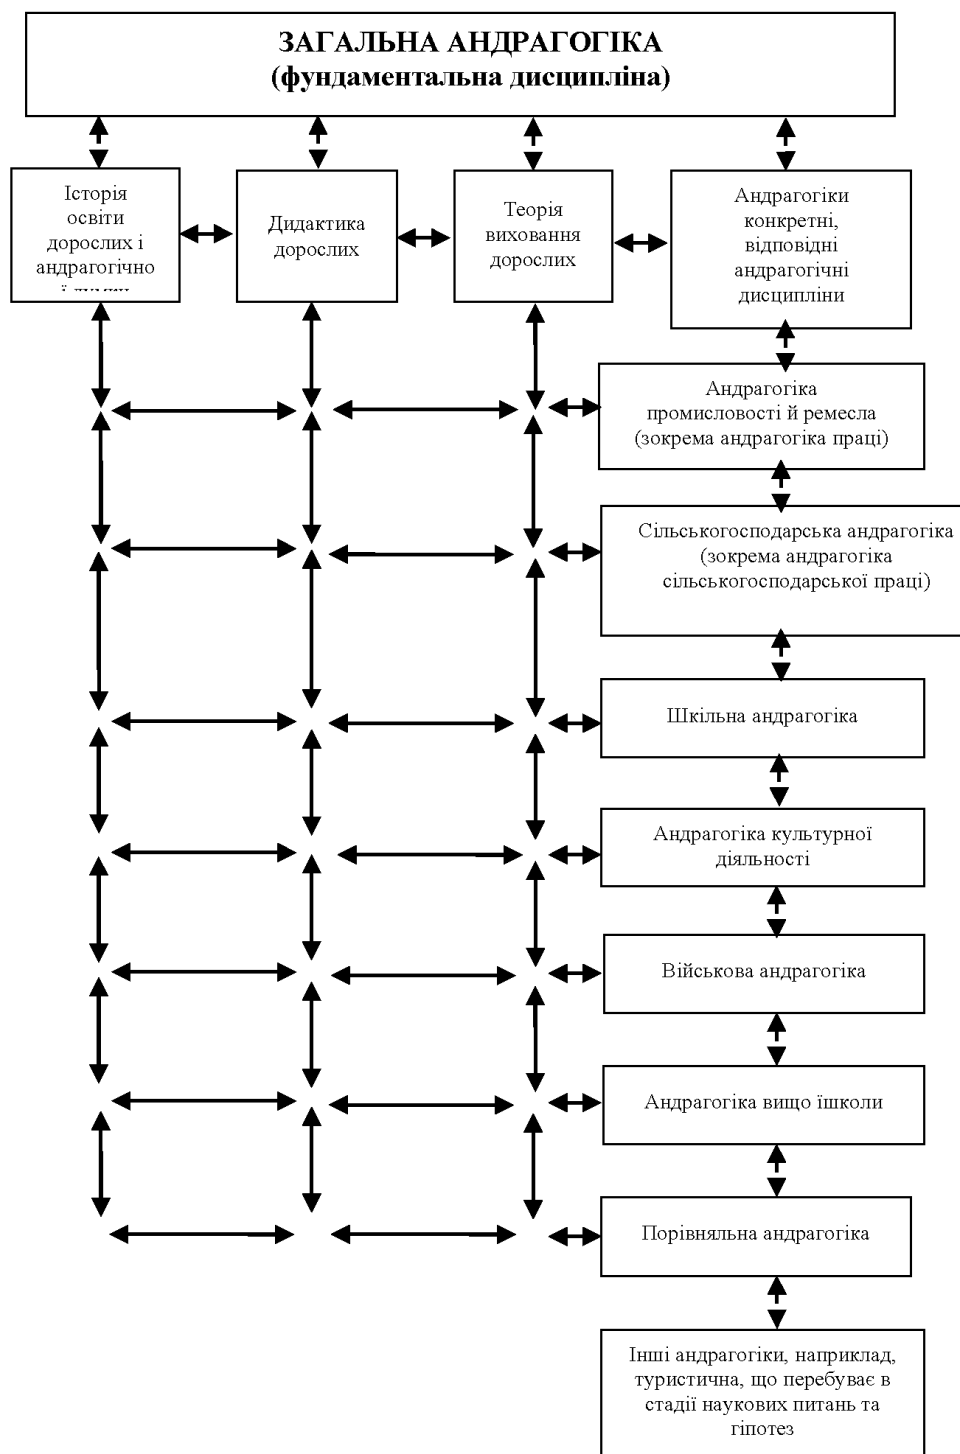 ЗАГАЛЬНА АНДРАГОГІКА
(фундаментальна дисципліна)
Історія
освіти
дорослих і
андрагогічно
Дидактика
дорослих
Теорія
виховання
дорослих
Андрагогіки
конкретні,
відповідні
андрагогічні
дисципліни
Андрагогіка
промисловості й ремесла
(зокрема андрагогіка праці)
Сільськогосподарська андрагогіка
(зокрема андрагогіка
сільськогосподарської праці)
Шкільна андрагогіка
Андрагогіка культурної
діяльності
Військова андрагогіка
Андрагогіка вищо їшколи
Порівняльна андрагогіка
Інші андрагогіки, наприклад,
туристична, що перебуває в
стадії наукових питань та
гіпотез